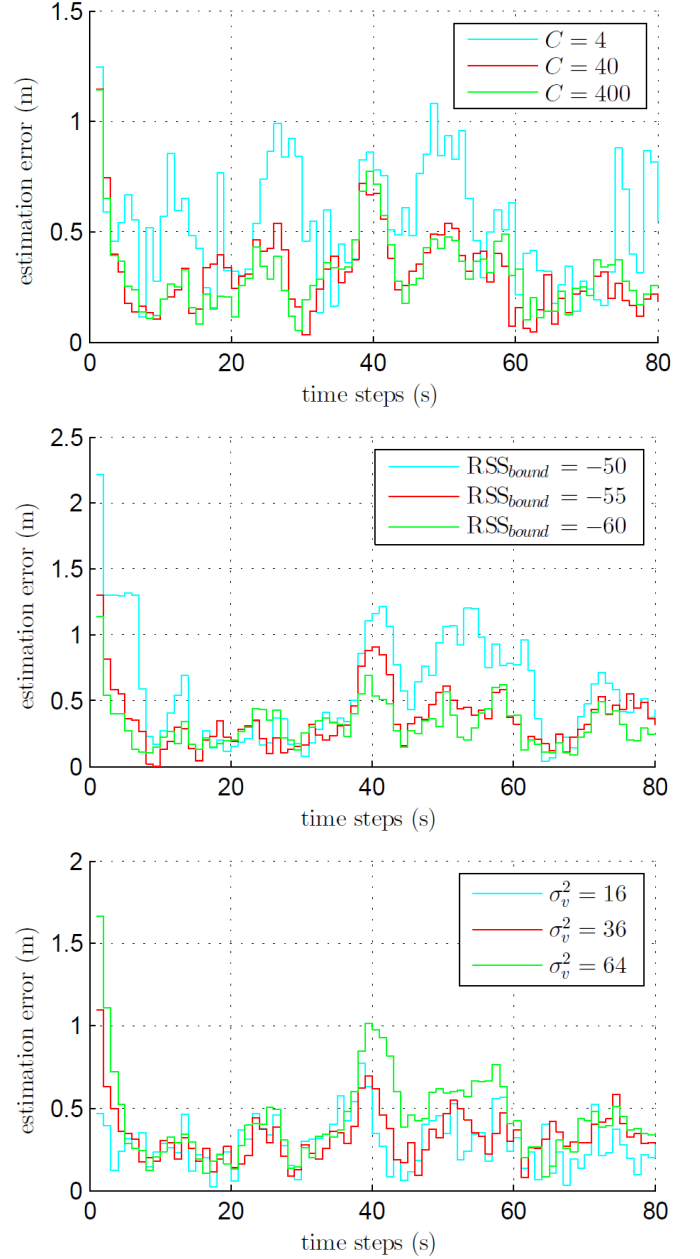 1.5
1
0.5
0
estimation error (m)
C = 4
C = 40
C = 400
0 20 40 60 80
time steps (s)
2.5
2
1.5
1
0.5
0
estimation error (m)
RSS_bound = −50
RSS_bound = −55
RSS_bound = −60
0 20 40 60 80
time steps (s)
2
1.5
1
0.5
0
estimation error (m)
σ_v^2 = 16
σ_v^2 = 36
σ_v^2 = 64
0 20 40 60 80
time steps (s)